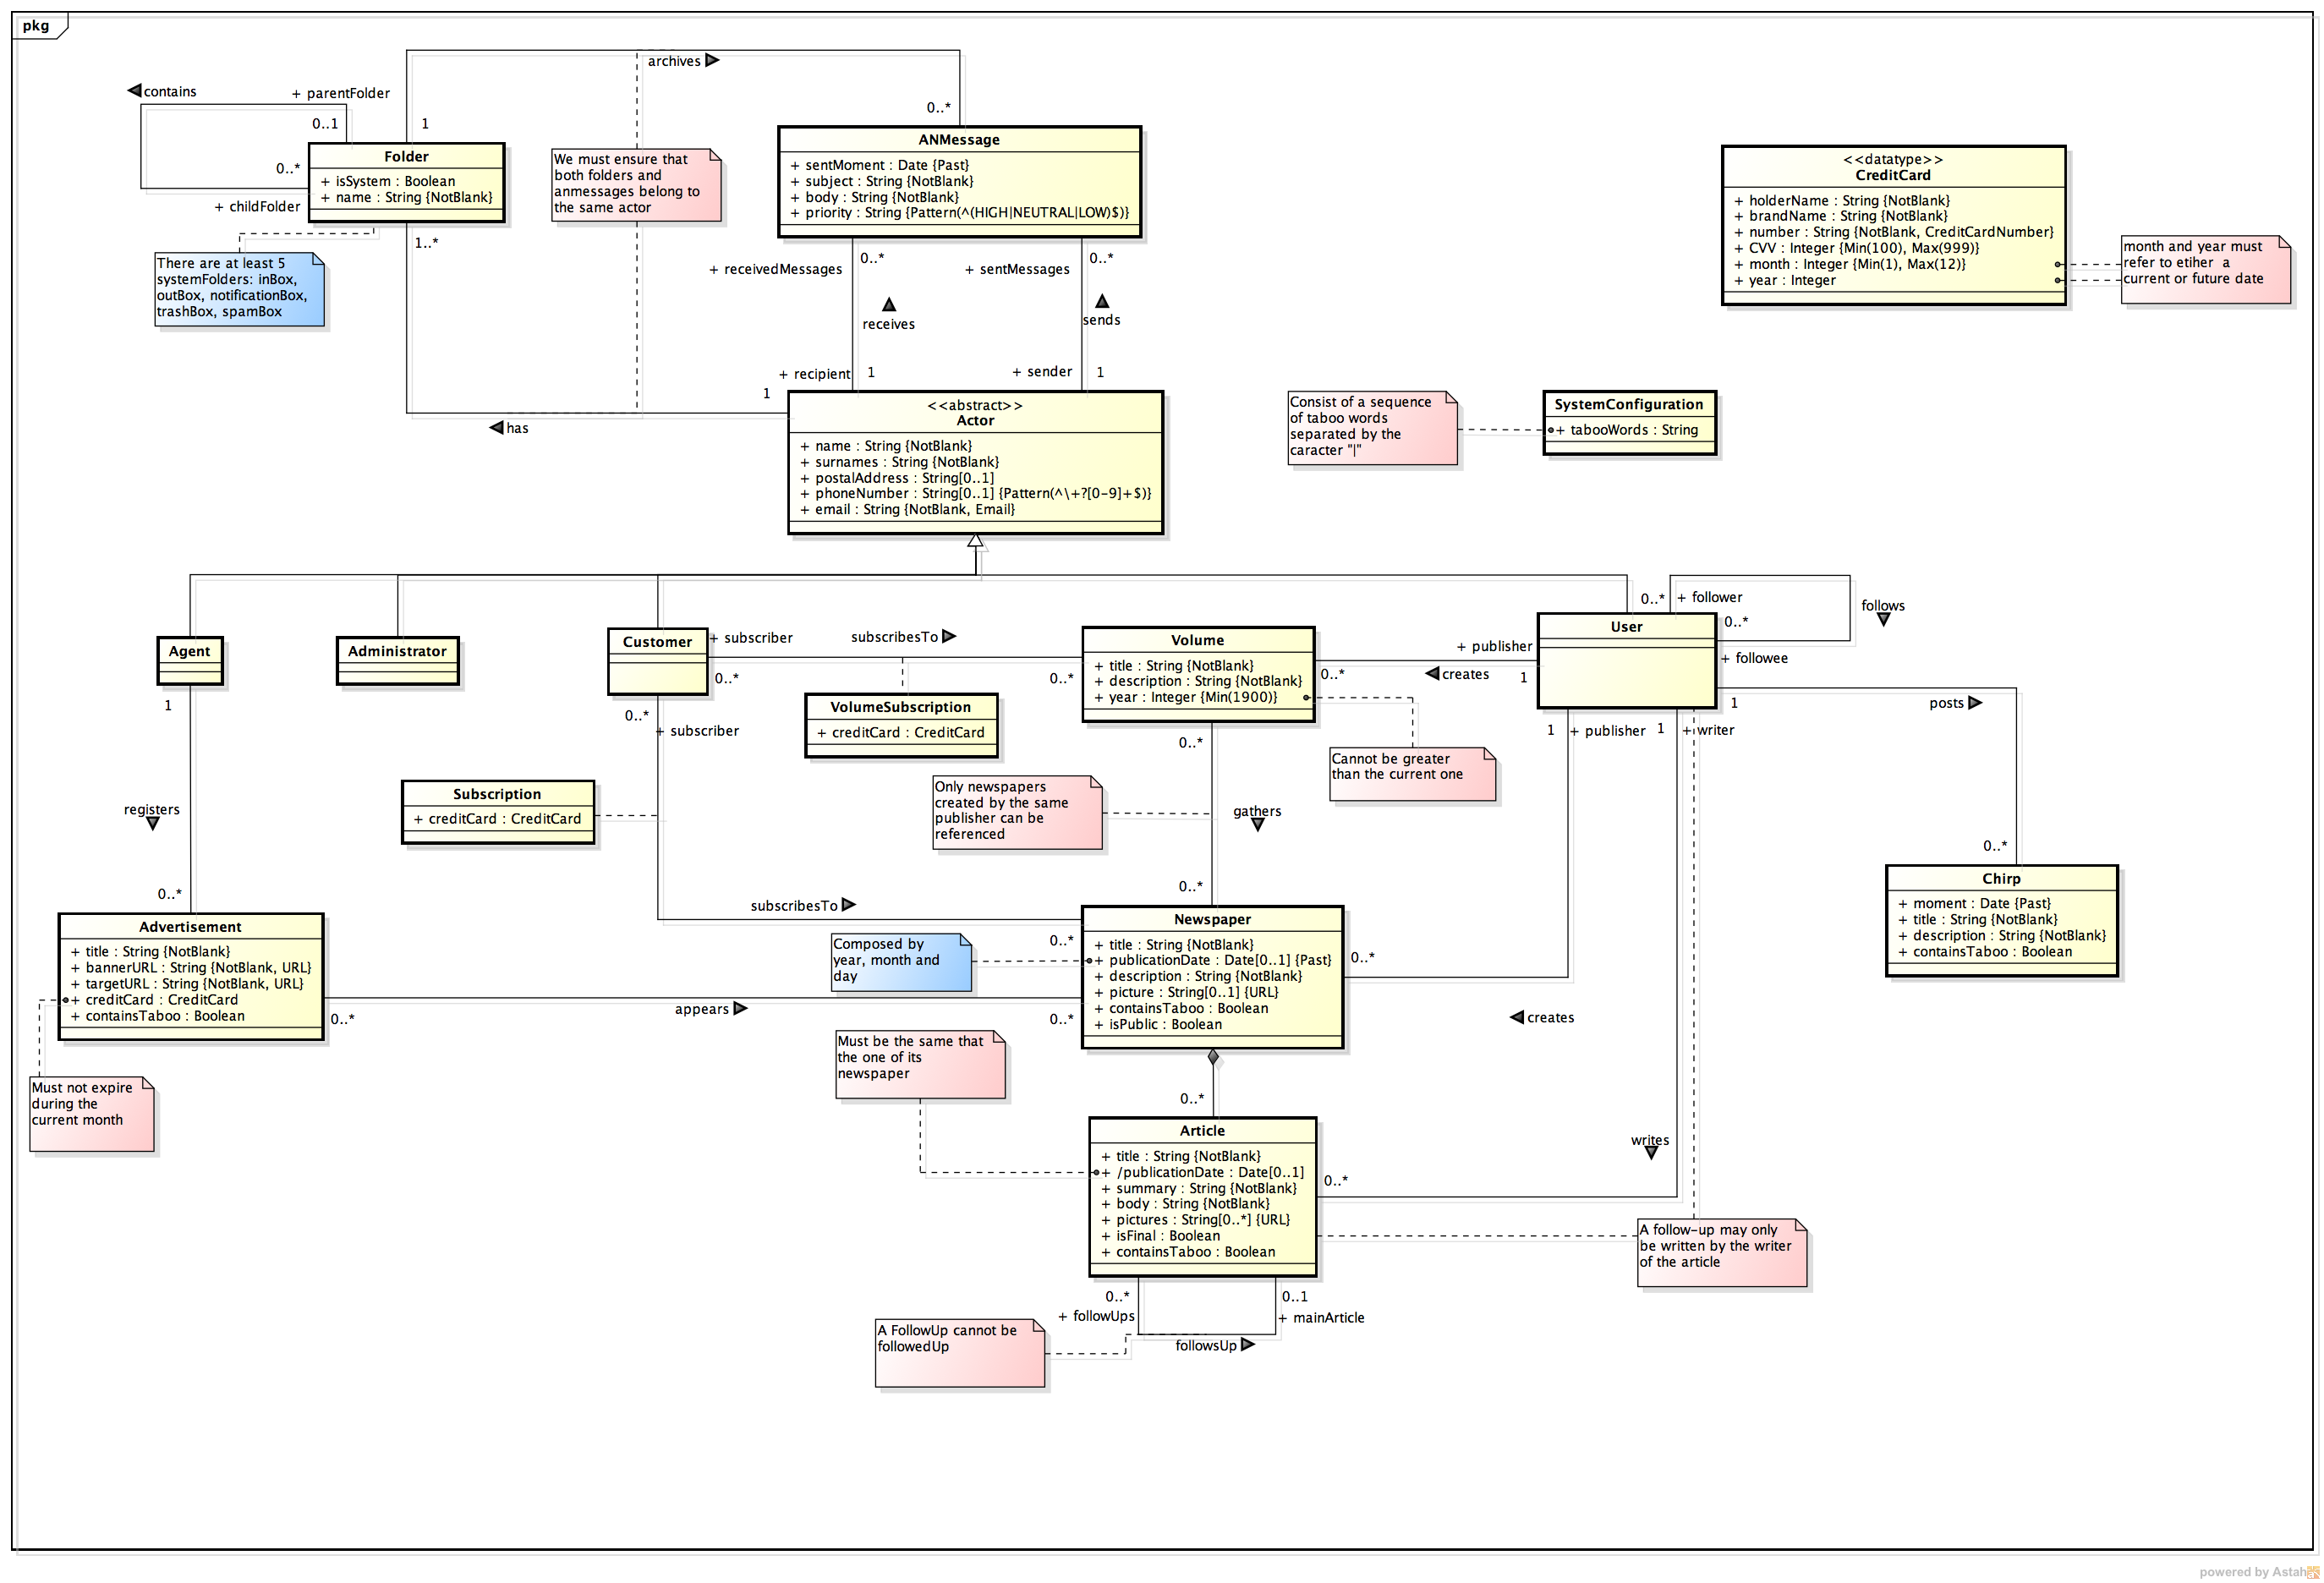 pkg
archives
contains
+ parentFolder
0..1
1
0..*
0..*
+ childFolder
Folder
+ isSystem : Boolean
+ name : String {NotBlank}
1..*
There are at least 5
systemFolders: inBox,
outBox, notificationBox,
trashBox, spamBox
We must ensure that
both folders and
anmessages belong to
the same actor
ANMessage
+ sentMoment : Date {Past}
+ subject : String {NotBlank}
+ body : String {NotBlank}
+ priority : String {Pattern(^(HIGH|NEUTRAL|LOW)$)}
<<datatype>>
CreditCard
+ holderName : String {NotBlank}
+ brandName : String {NotBlank}
+ number : String {NotBlank, CreditCardNumber}
+ CVV : Integer {Min(100), Max(999)}
+ month : Integer {Min(1), Max(12)}
+ year : Integer
month and year must
refer to etiher a
current or future date
+ receivedMessages
0..*
+ sentMessages
0..*
receives
sends
+ recipient
1
+ sender
1
1
has
<<abstract>>
Actor
+ name : String {NotBlank}
+ surnames : String {NotBlank}
+ postalAddress : String[0..1]
+ phoneNumber : String[0..1] {Pattern(^\+?[0-9]+$)}
+ email : String {NotBlank, Email}
Consist of a sequence
of taboo words
separated by the
caracter "|"
SystemConfiguration
+ tabooWords : String
Agent
Administrator
Customer
+ subscriber
subscribesTo
0..*
0..*
Volume
+ title : String {NotBlank}
+ description : String {NotBlank}
+ year : Integer {Min(1900)}
+ publisher
0..*
creates
1
User
0..*
+ follower
0..*
+ followee
follows
1
posts
1
0..*
+ subscriber
VolumeSubscription
+ creditCard : CreditCard
0..*
Cannot be greater
than the current one
1
+ publisher
1
+ writer
Subscription
+ creditCard : CreditCard
Only newspapers
created by the same
publisher can be
referenced
gathers
registers
0..*
0..*
0..*
Chirp
+ moment : Date {Past}
+ title : String {NotBlank}
+ description : String {NotBlank}
+ containsTaboo : Boolean
Advertisement
+ title : String {NotBlank}
+ bannerURL : String {NotBlank, URL}
+ targetURL : String {NotBlank, URL}
+ creditCard : CreditCard
+ containsTaboo : Boolean
subscribesTo
0..*
Composed by
year, month and
day
Newspaper
+ title : String {NotBlank}
+ publicationDate : Date[0..1] {Past}
+ description : String {NotBlank}
+ picture : String[0..1] {URL}
+ containsTaboo : Boolean
+ isPublic : Boolean
0..*
0..*
appears
0..*
creates
Must be the same that
the one of its
newspaper
Must not expire
during the
current month
0..*
Article
+ title : String {NotBlank}
+ /publicationDate : Date[0..1]
+ summary : String {NotBlank}
+ body : String {NotBlank}
+ pictures : String[0..*] {URL}
+ isFinal : Boolean
+ containsTaboo : Boolean
writes
0..*
A follow-up may only
be written by the writer
of the article
0..*
+ followUps
0..1
+ mainArticle
followsUp
A FollowUp cannot be
followedUp
powered by Astah